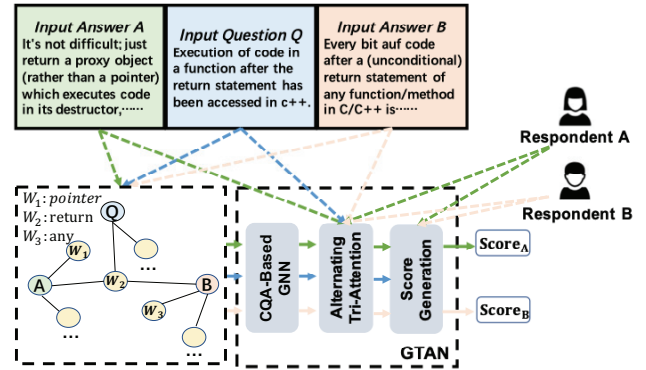 Input Answer A
It's not difficult; just
return a proxy object
(rather than a pointer)
which executes code
in its destructor,······
Input Question Q
Execution of code in
a function after the
return statement has
been accessed in c++.
Input Answer B
Every bit auf code
after a (unconditional)
return statement of
any function/method
in C/C++ is······
Respondent A
Respondent B
W₁: pointer
W₂: return
W₃: any
Q
W₁
...
A
W₂
B
W₃
...
...
CQA-Based
GNN
Alternating
Tri-Attention
Score
Generation
GTAN
Score_A
Score_B